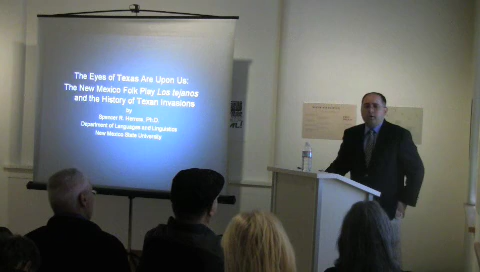 The Eyes of Texas Are Upon Us:
The New Mexico Folk Play Los tejanos
and the History of Texan Invasions
by
Spencer R. Herrera, Ph.D.
Department of Languages and Linguistics
New Mexico State University